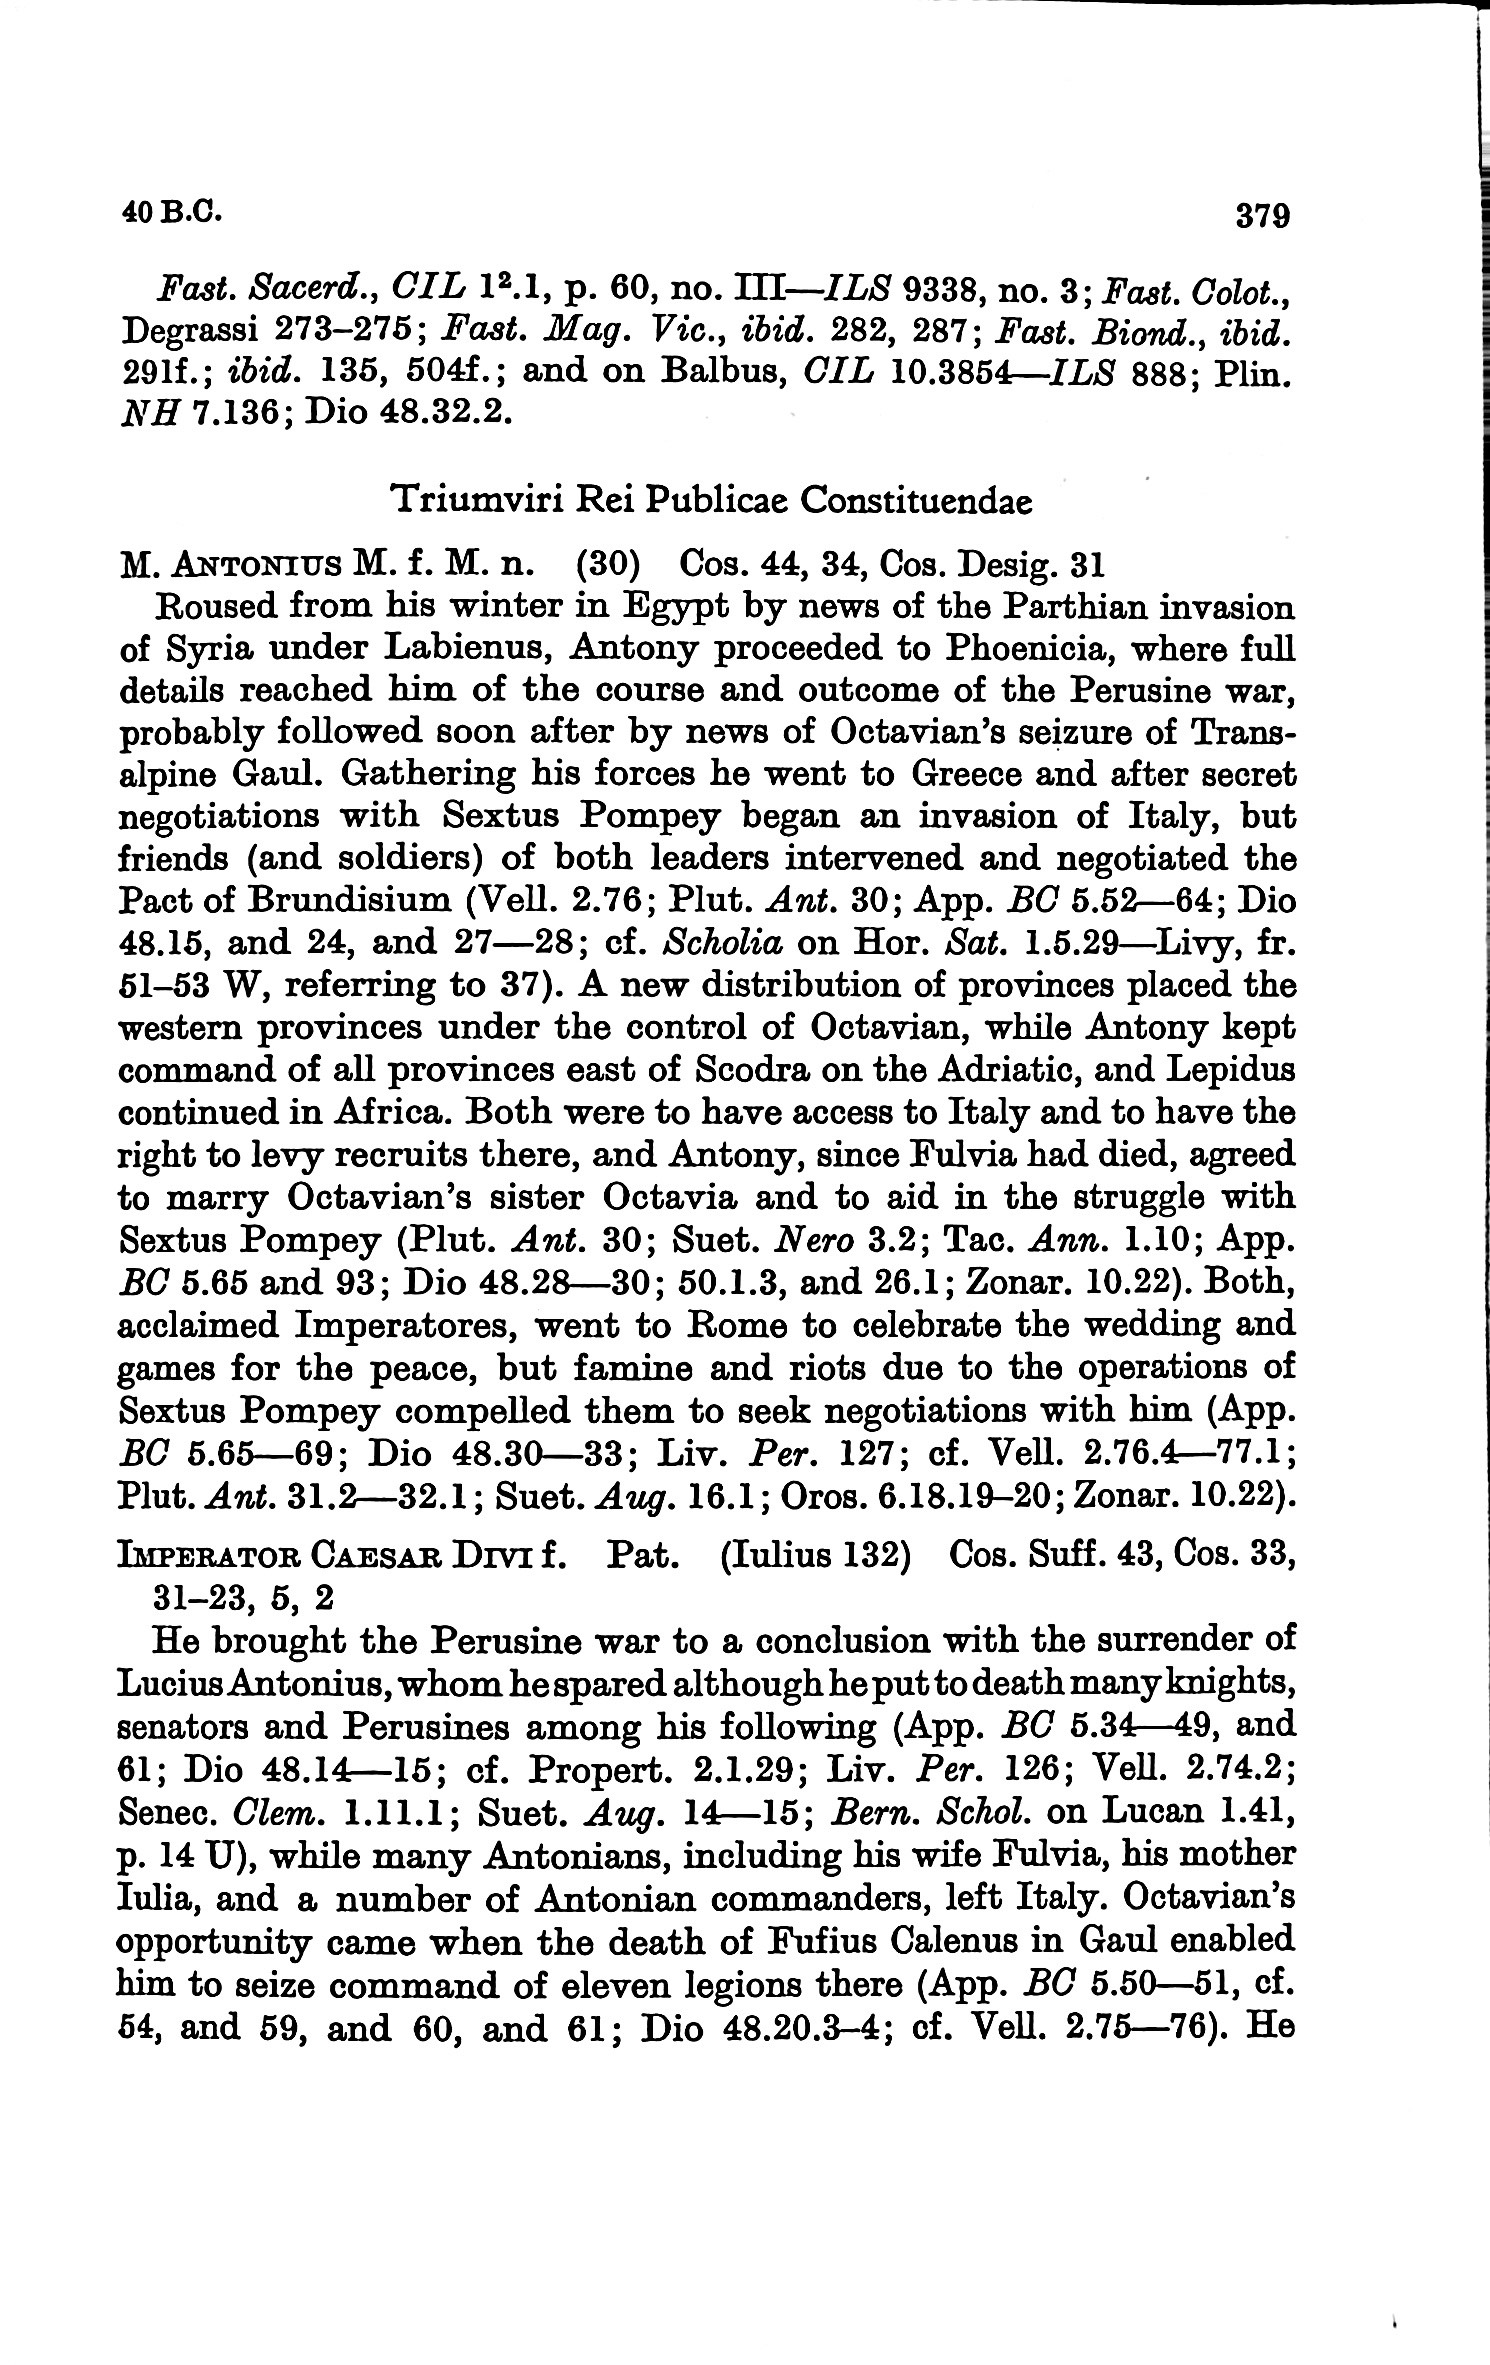 40 B.C.
379
Fast. Sacerd., CIL 1².1, p. 60, no. III—ILS 9338, no. 3; Fast. Colot.,
Degrassi 273–275; Fast. Mag. Vic., ibid. 282, 287; Fast. Biond., ibid.
291f.; ibid. 135, 504f.; and on Balbus, CIL 10.3854—ILS 888; Plin.
NH 7.136; Dio 48.32.2.
Triumviri Rei Publicae Constituendae
M. ANTONIUS M. f. M. n. (30) Cos. 44, 34, Cos. Desig. 31
Roused from his winter in Egypt by news of the Parthian invasion
of Syria under Labienus, Antony proceeded to Phoenicia, where full
details reached him of the course and outcome of the Perusine war,
probably followed soon after by news of Octavian's seizure of Trans-
alpine Gaul. Gathering his forces he went to Greece and after secret
negotiations with Sextus Pompey began an invasion of Italy, but
friends (and soldiers) of both leaders intervened and negotiated the
Pact of Brundisium (Vell. 2.76; Plut. Ant. 30; App. BC 5.52—64; Dio
48.15, and 24, and 27—28; cf. Scholia on Hor. Sat. 1.5.29—Livy, fr.
51–53 W, referring to 37). A new distribution of provinces placed the
western provinces under the control of Octavian, while Antony kept
command of all provinces east of Scodra on the Adriatic, and Lepidus
continued in Africa. Both were to have access to Italy and to have the
right to levy recruits there, and Antony, since Fulvia had died, agreed
to marry Octavian's sister Octavia and to aid in the struggle with
Sextus Pompey (Plut. Ant. 30; Suet. Nero 3.2; Tac. Ann. 1.10; App.
BC 5.65 and 93; Dio 48.28—30; 50.1.3, and 26.1; Zonar. 10.22). Both,
acclaimed Imperatores, went to Rome to celebrate the wedding and
games for the peace, but famine and riots due to the operations of
Sextus Pompey compelled them to seek negotiations with him (App.
BC 5.65—69; Dio 48.30—33; Liv. Per. 127; cf. Vell. 2.76.4—77.1;
Plut. Ant. 31.2—32.1; Suet. Aug. 16.1; Oros. 6.18.19–20; Zonar. 10.22).
IMPERATOR CAESAR DIVI f. Pat. (Iulius 132) Cos. Suff. 43, Cos. 33,
31–23, 5, 2
He brought the Perusine war to a conclusion with the surrender of
Lucius Antonius, whom he spared although he put to death many knights,
senators and Perusines among his following (App. BC 5.34—49, and
61; Dio 48.14—15; cf. Propert. 2.1.29; Liv. Per. 126; Vell. 2.74.2;
Senec. Clem. 1.11.1; Suet. Aug. 14—15; Bern. Schol. on Lucan 1.41,
p. 14 U), while many Antonians, including his wife Fulvia, his mother
Iulia, and a number of Antonian commanders, left Italy. Octavian's
opportunity came when the death of Fufius Calenus in Gaul enabled
him to seize command of eleven legions there (App. BC 5.50—51, cf.
54, and 59, and 60, and 61; Dio 48.20.3–4; cf. Vell. 2.75—76). He